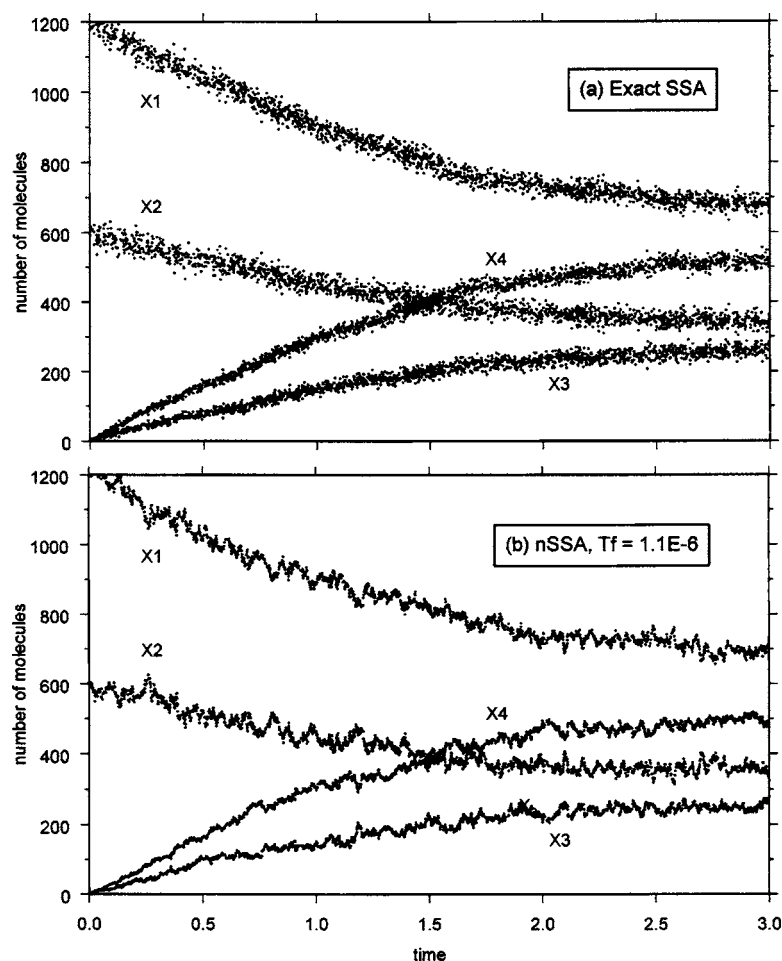 1200
1000
800
600
400
200
0
number of molecules
(a) Exact SSA
X1
X2
X4
X3
1200
1000
800
600
400
200
0
number of molecules
(b) nSSA, Tf = 1.1E-6
X1
X2
X4
X3
0.0 0.5 1.0 1.5 2.0 2.5 3.0
time